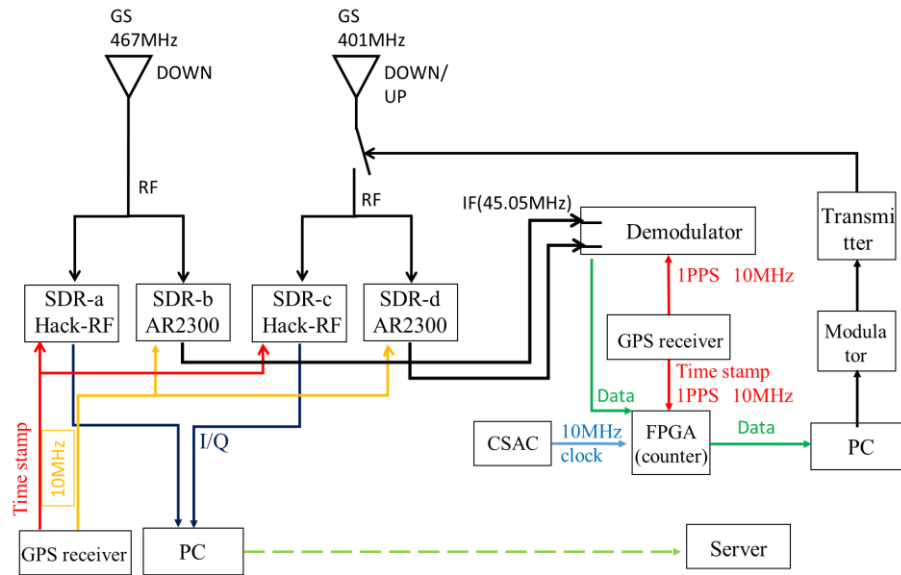 GS
467MHz
DOWN
GS
401MHz
DOWN/
UP
RF
RF
IF(45.05MHz)
Demodulator
Transmi
tter
1PPS 10MHz
SDR-a
Hack-RF
SDR-b
AR2300
SDR-c
Hack-RF
SDR-d
AR2300
GPS receiver
Modula
tor
Time stamp
1PPS 10MHz
Data
I/Q
CSAC
10MHz
clock
FPGA
(counter)
Data
PC
Time stamp
10MHz
GPS receiver
PC
Server